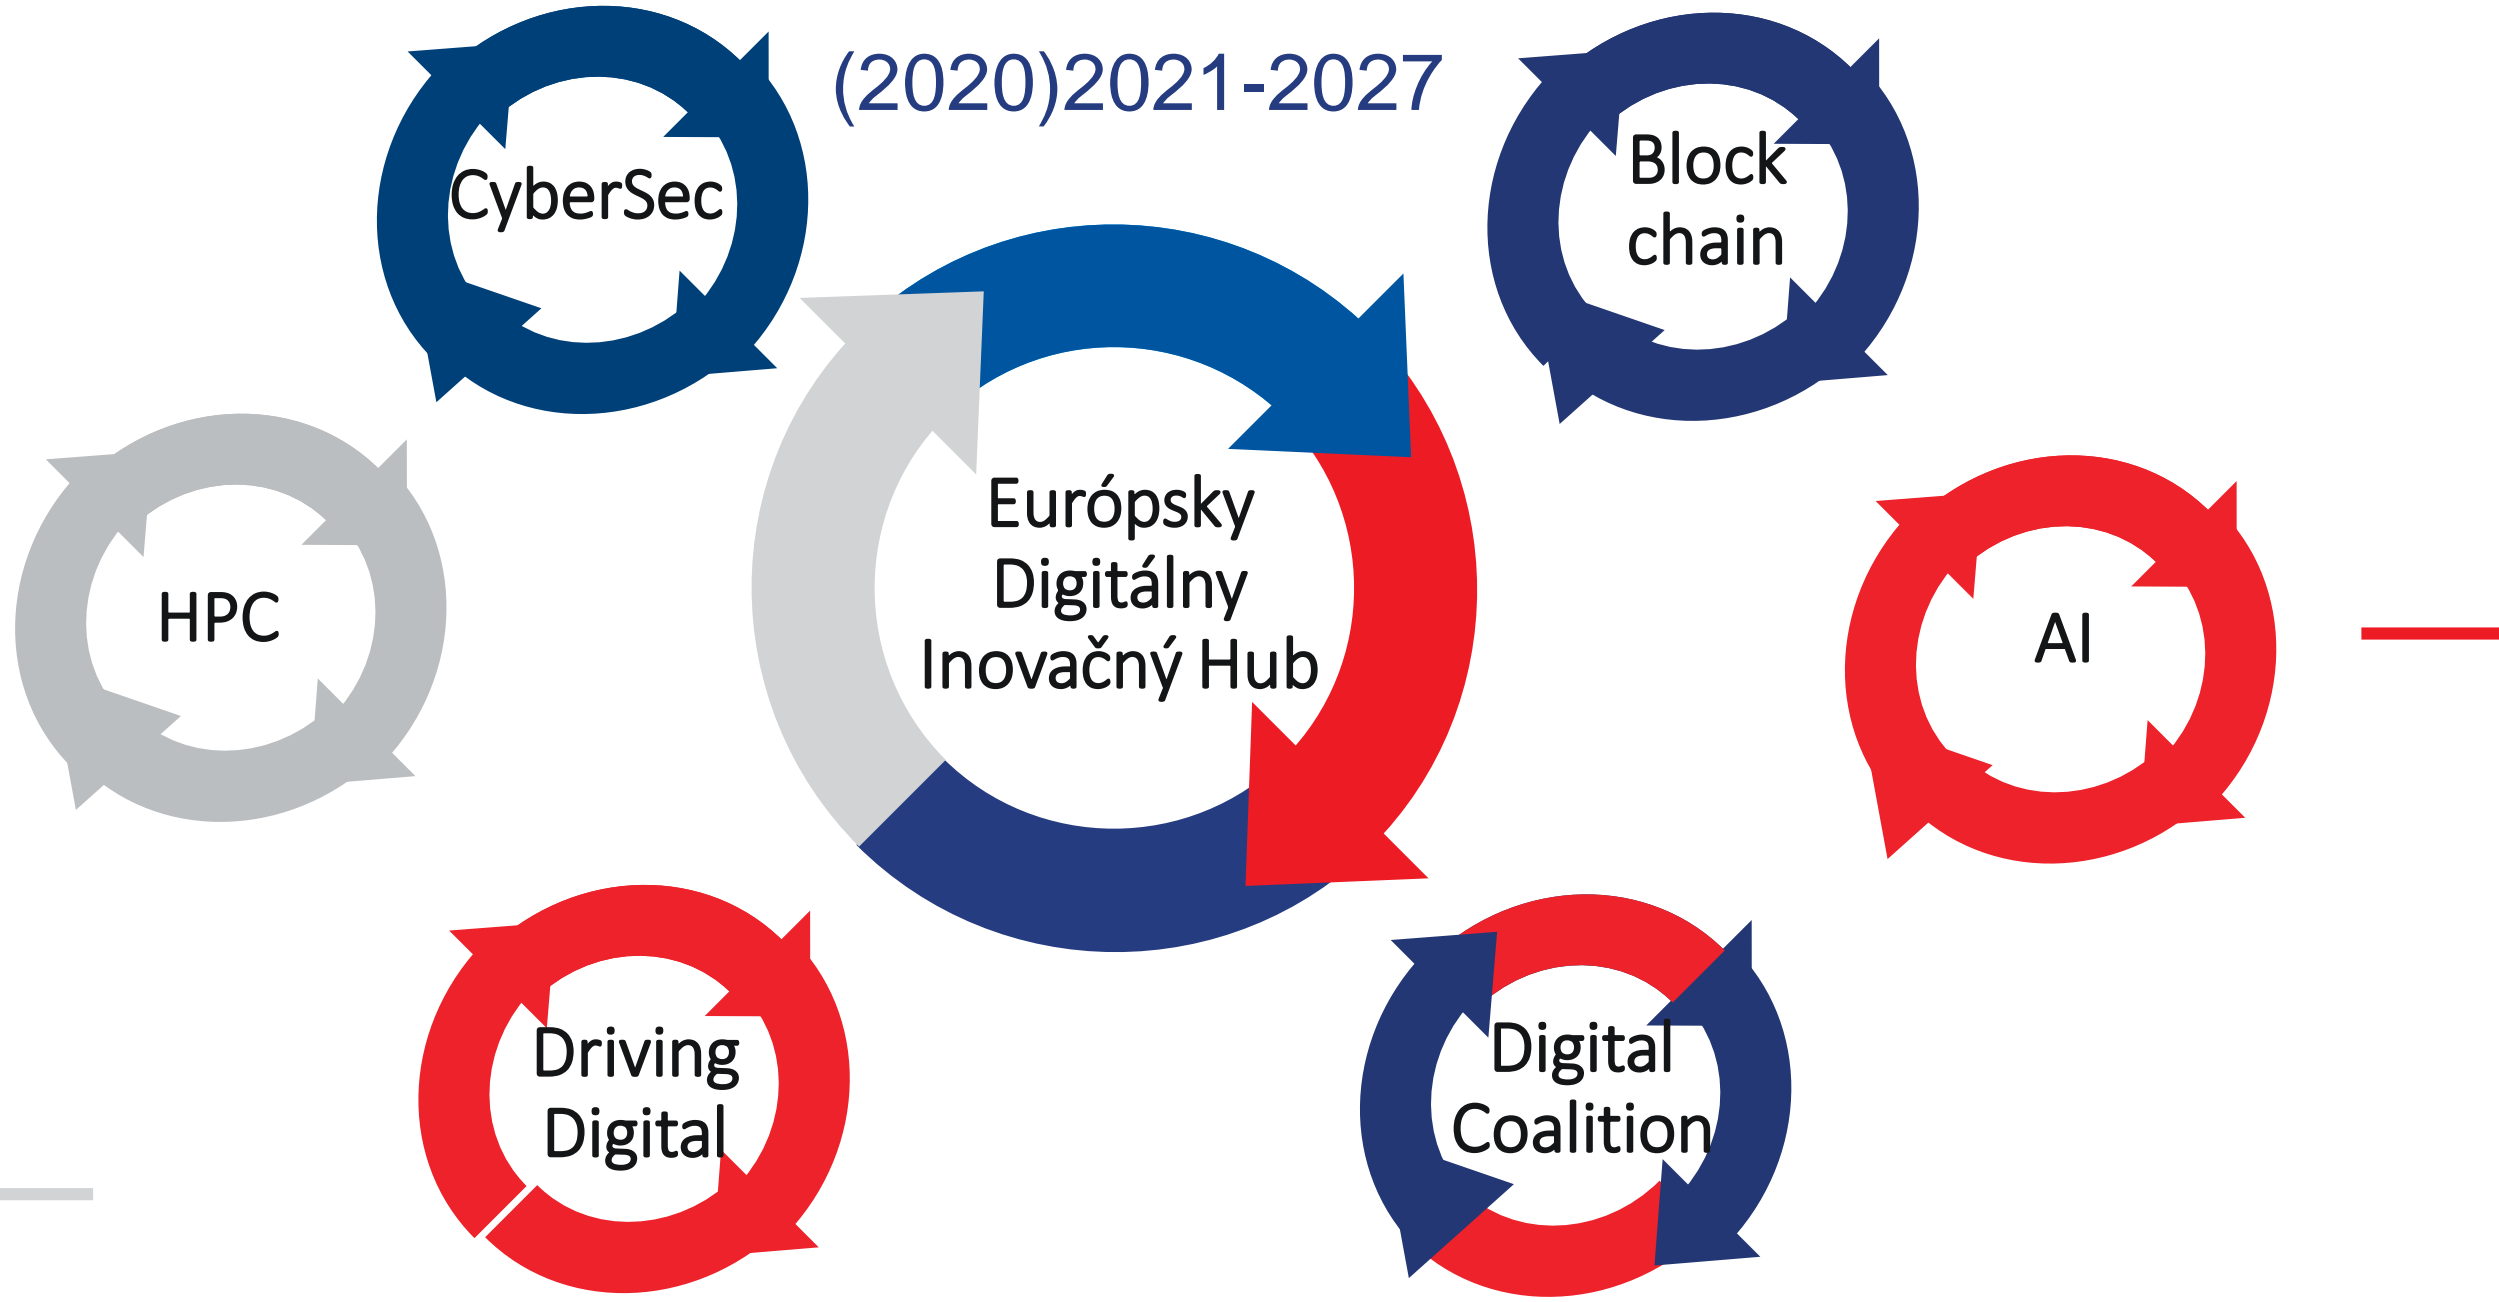 (2020)2021-2027
Cybersec
Block
chain
Európsky
Digitálny
Inovačný Hub
HPC
AI
Driving
Digital
Digital
Coalition